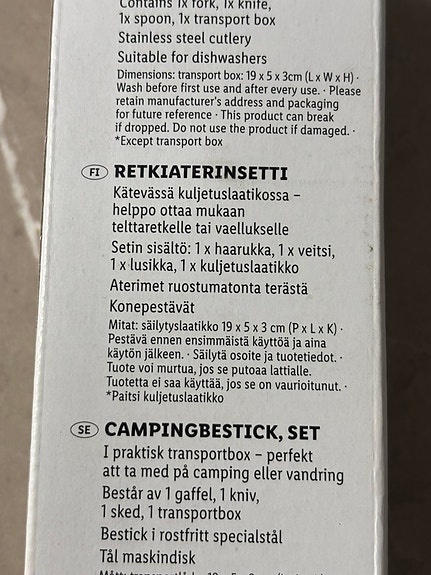 Contains 1x fork, 1x knife,
1x spoon, 1x transport box
Stainless steel cutlery
Suitable for dishwashers
Dimensions: transport box: 19 x 5 x 3cm (L x W x H) ·
Wash before first use and after every use. · Please
retain manufacturer's address and packaging
for future reference · This product can break
if dropped. Do not use the product if damaged. ·
*Except transport box
FI RETKIATERINSETTI
Kätevässä kuljetuslaatikossa –
helppo ottaa mukaan
telttaretkelle tai vaellukselle
Setin sisältö: 1 x haarukka, 1 x veitsi,
1 x lusikka, 1 x kuljetuslaatikko
Aterimet ruostumatonta terästä
Konepestävät
Mitat: säilytyslaatikko 19 x 5 x 3 cm (P x L x K) ·
Pestävä ennen ensimmäistä käyttöä ja aina
käytön jälkeen. · Säilytä osoite ja tuotetiedot. ·
Tuote voi murtua, jos se putoaa lattialle.
Tuotetta ei saa käyttää, jos se on vaurioitunut. ·
*Paitsi kuljetuslaatikko
SE CAMPINGBESTICK, SET
I praktisk transportbox – perfekt
att ta med på camping eller vandring
Består av 1 gaffel, 1 kniv,
1 sked, 1 transportbox
Bestick i rostfritt specialstål
Tål maskindisk